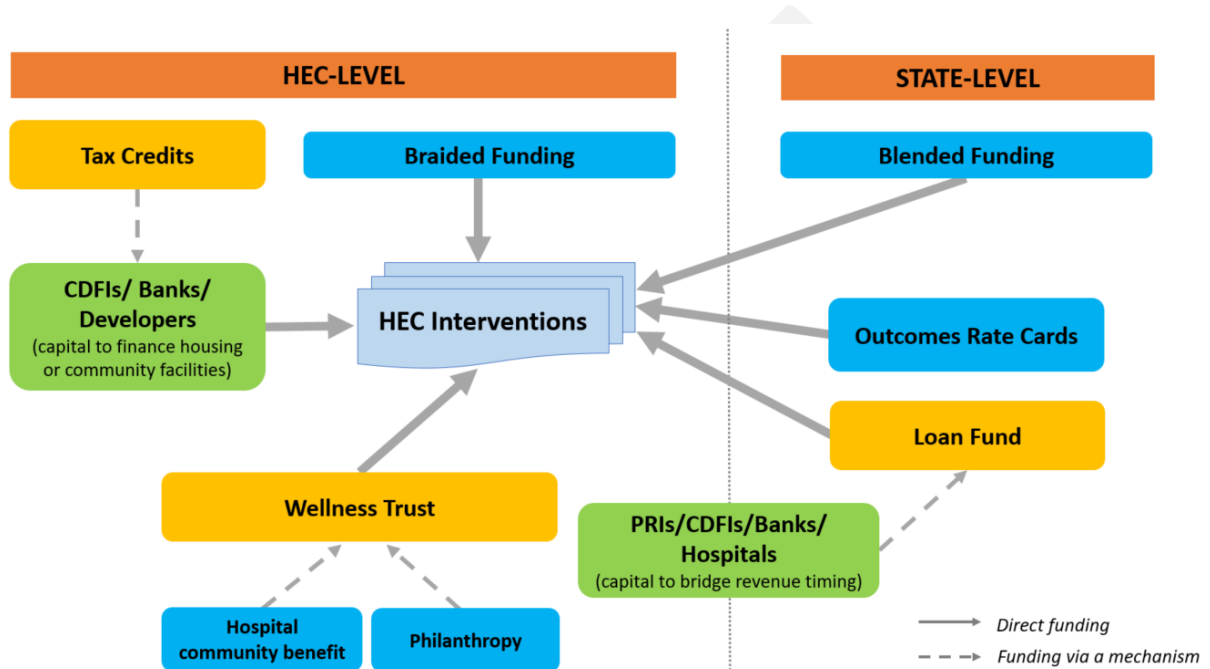 HEC-LEVEL
STATE-LEVEL
Tax Credits
Braided Funding
Blended Funding
CDFIs/ Banks/
Developers
(capital to finance housing
or community facilities)
HEC Interventions
Outcomes Rate Cards
Loan Fund
Wellness Trust
PRIs/CDFIs/Banks/
Hospitals
(capital to bridge revenue timing)
Hospital
community benefit
Philanthropy
Direct funding
Funding via a mechanism